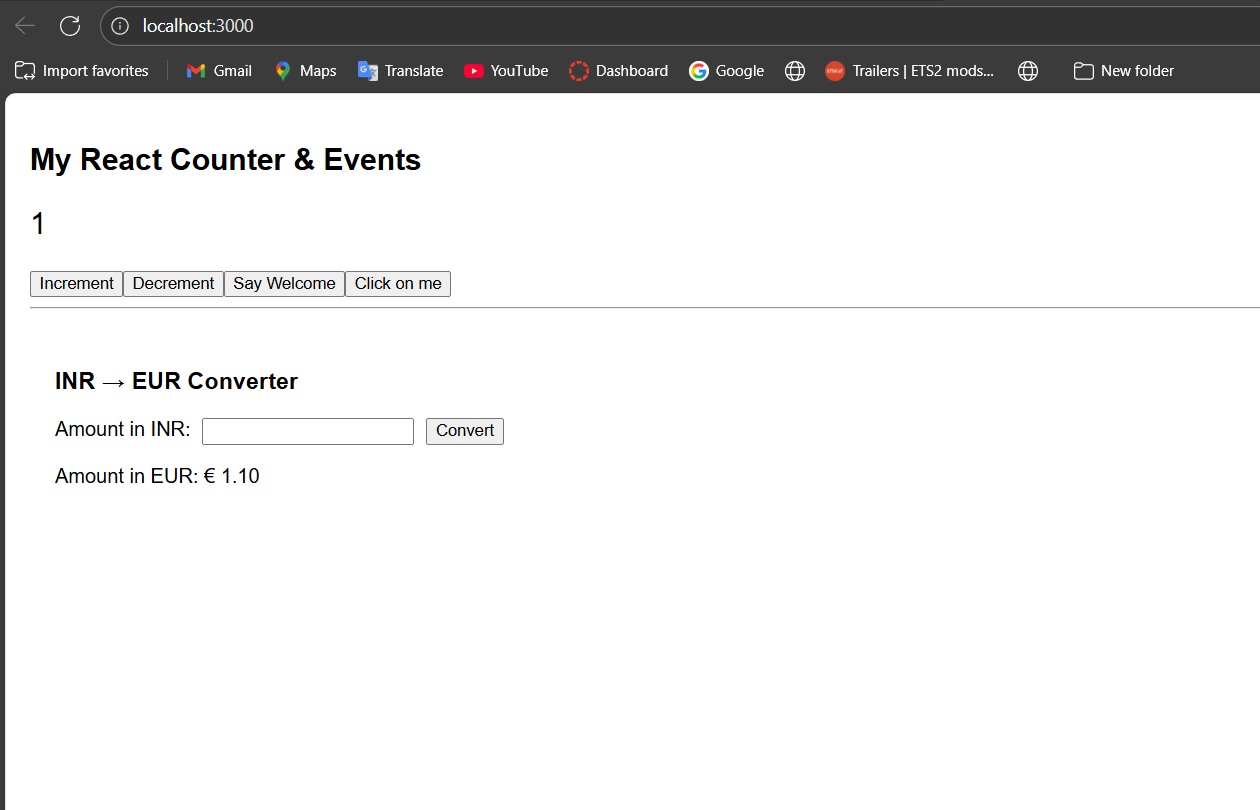 localhost:3000
Import favorites Gmail Maps Translate YouTube Dashboard Google Trailers | ETS2 mods... New folder
My React Counter & Events
1
Increment Decrement Say Welcome Click on me
INR → EUR Converter
Amount in INR: Convert
Amount in EUR: € 1.10